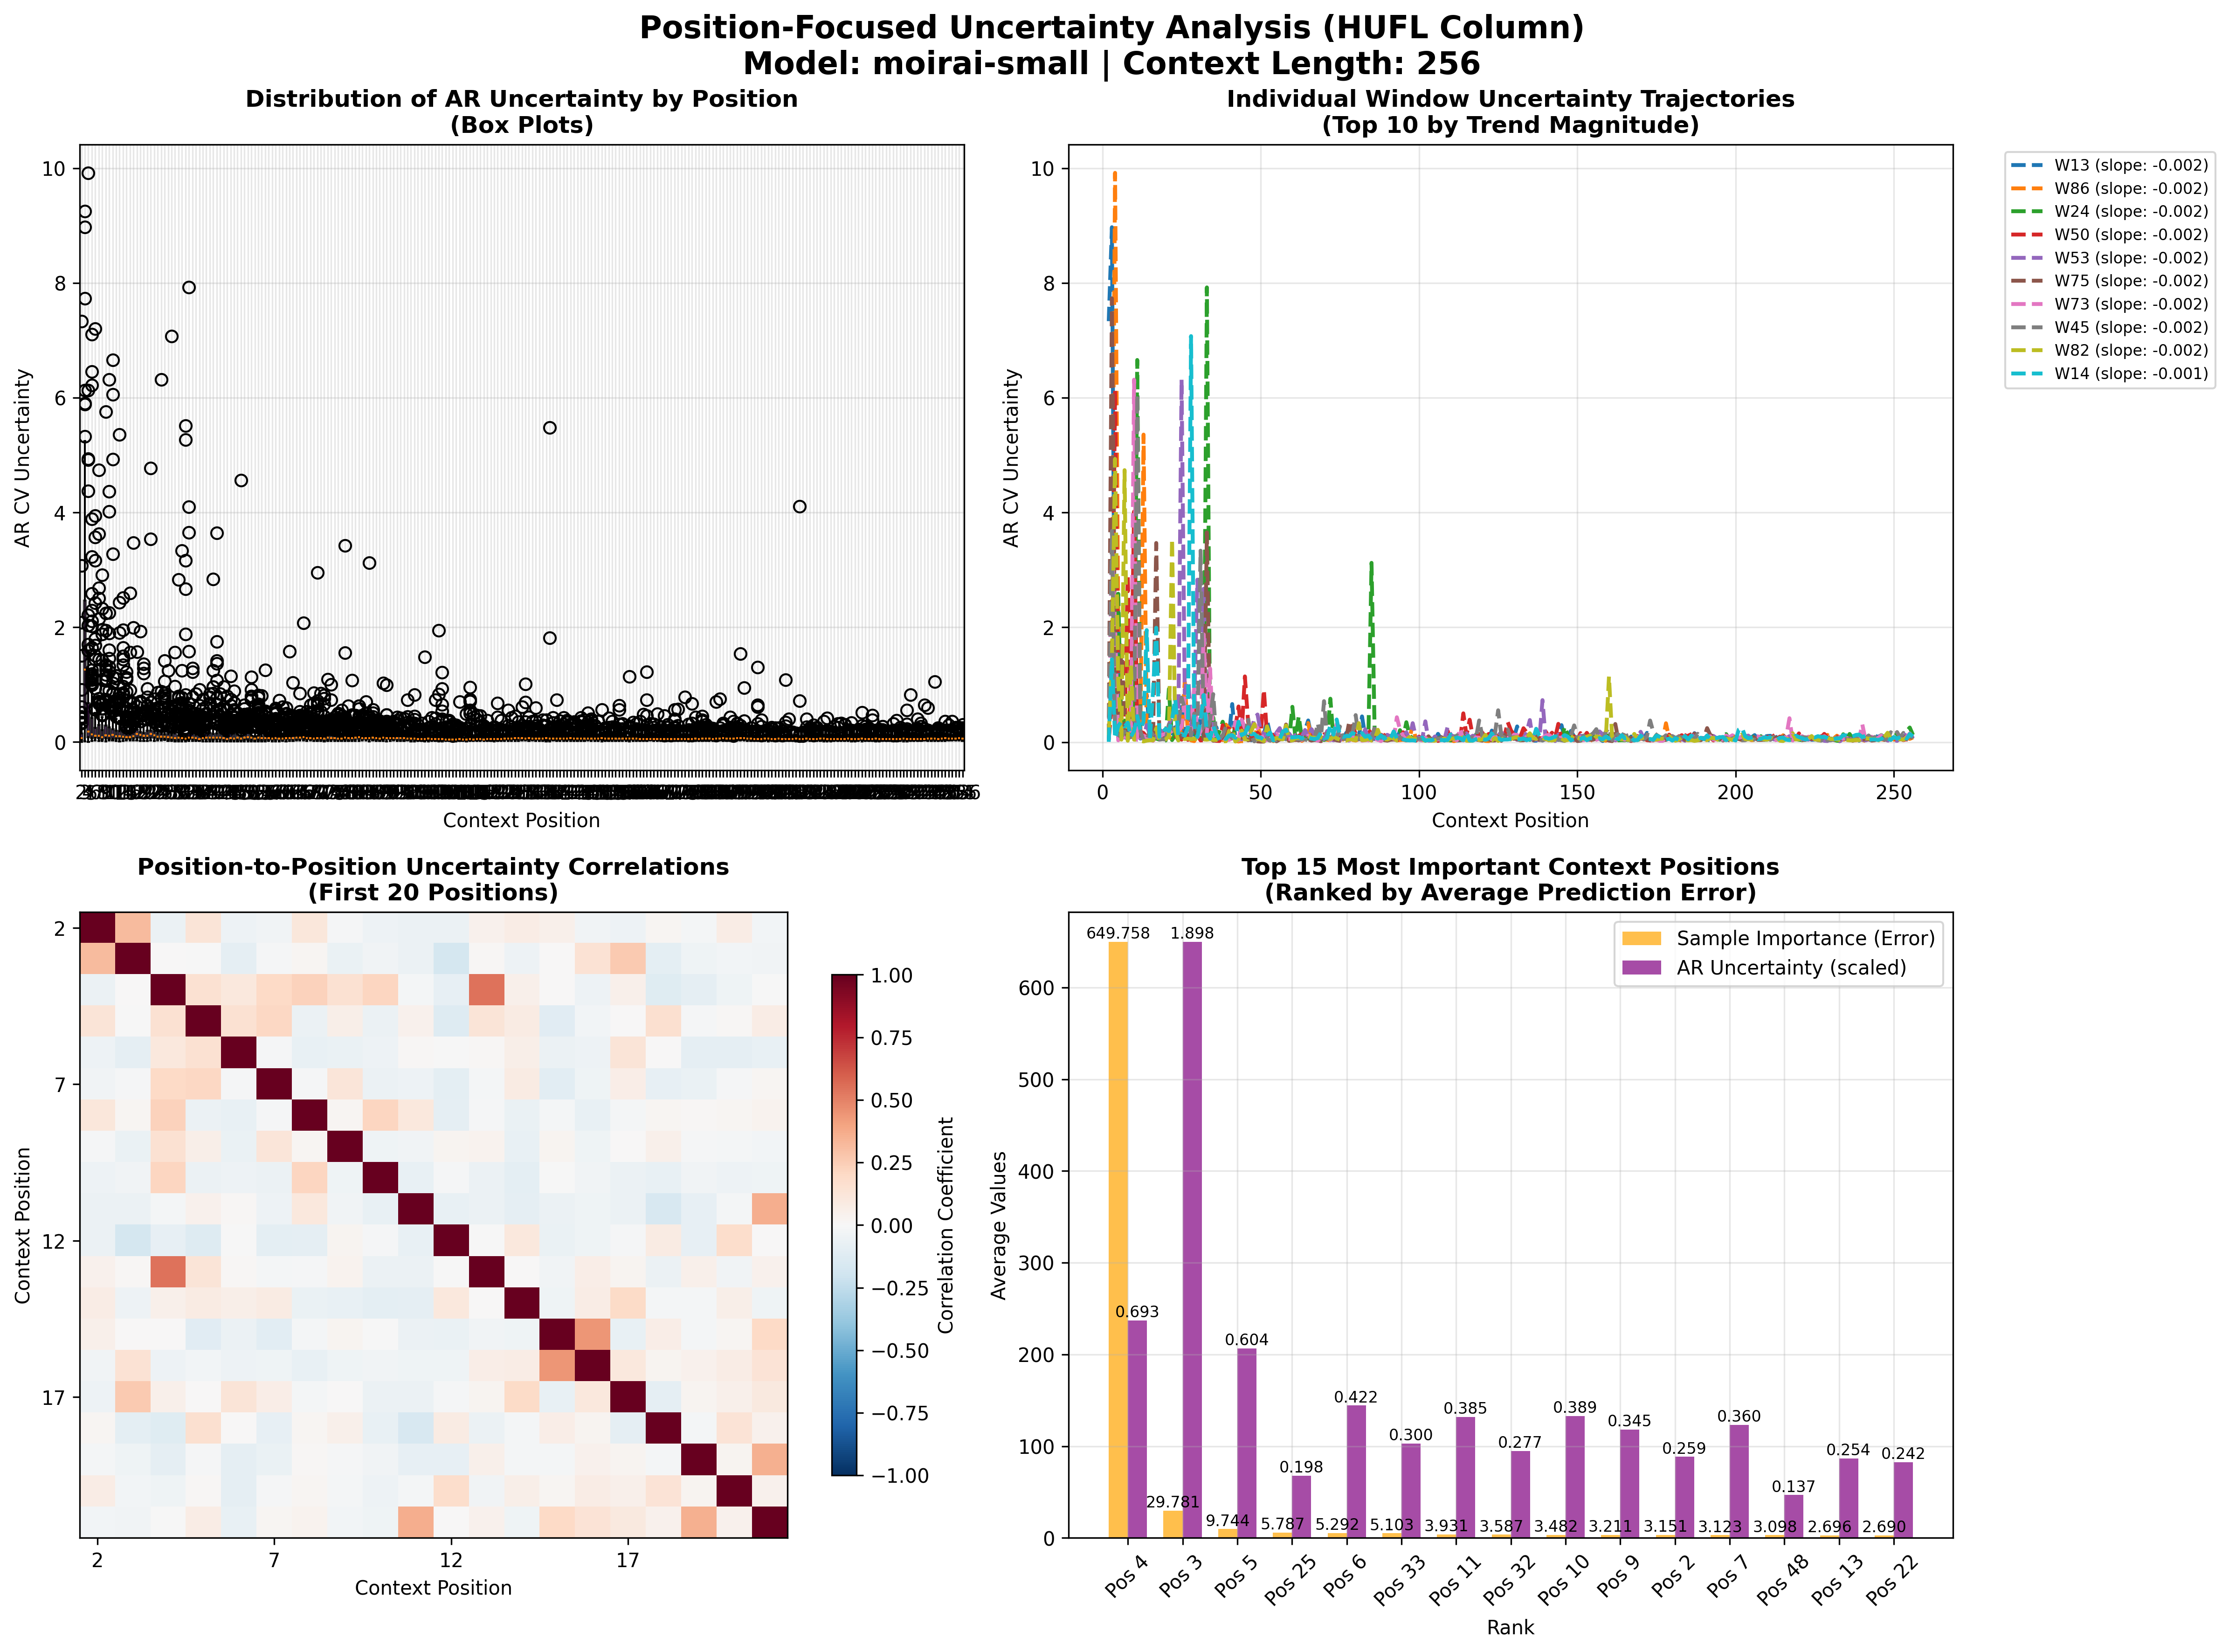 Position-Focused Uncertainty Analysis (HUFL Column)
Model: moirai-small | Context Length: 256
Distribution of AR Uncertainty by Position
(Box Plots)
10
8
6
4
2
0
AR CV Uncertainty
Context Position
Individual Window Uncertainty Trajectories
(Top 10 by Trend Magnitude)
10
8
6
4
2
0
AR CV Uncertainty
0 50 100 150 200 250
Context Position
W13 (slope: -0.002)
W86 (slope: -0.002)
W24 (slope: -0.002)
W50 (slope: -0.002)
W53 (slope: -0.002)
W75 (slope: -0.002)
W73 (slope: -0.002)
W45 (slope: -0.002)
W82 (slope: -0.002)
W14 (slope: -0.001)
Position-to-Position Uncertainty Correlations
(First 20 Positions)
2
7
12
17
Context Position
2 7 12 17
Context Position
1.00
0.75
0.50
0.25
0.00
−0.25
−0.50
−0.75
−1.00
Correlation Coefficient
Top 15 Most Important Context Positions
(Ranked by Average Prediction Error)
Sample Importance (Error)
AR Uncertainty (scaled)
600
500
400
300
200
100
0
Average Values
649.758 1.898
0.693
0.604
0.422
0.385
0.389
0.360
0.345
0.300
0.277
0.259
0.254
0.242
0.198
0.137
29.781
9.744 5.787 5.292 5.103 3.931 3.587 3.482 3.211 3.151 3.123 3.098 2.696 2.690
Pos 4 Pos 3 Pos 5 Pos 25 Pos 6 Pos 33 Pos 11 Pos 32 Pos 10 Pos 9 Pos 2 Pos 7 Pos 48 Pos 13 Pos 22
Rank